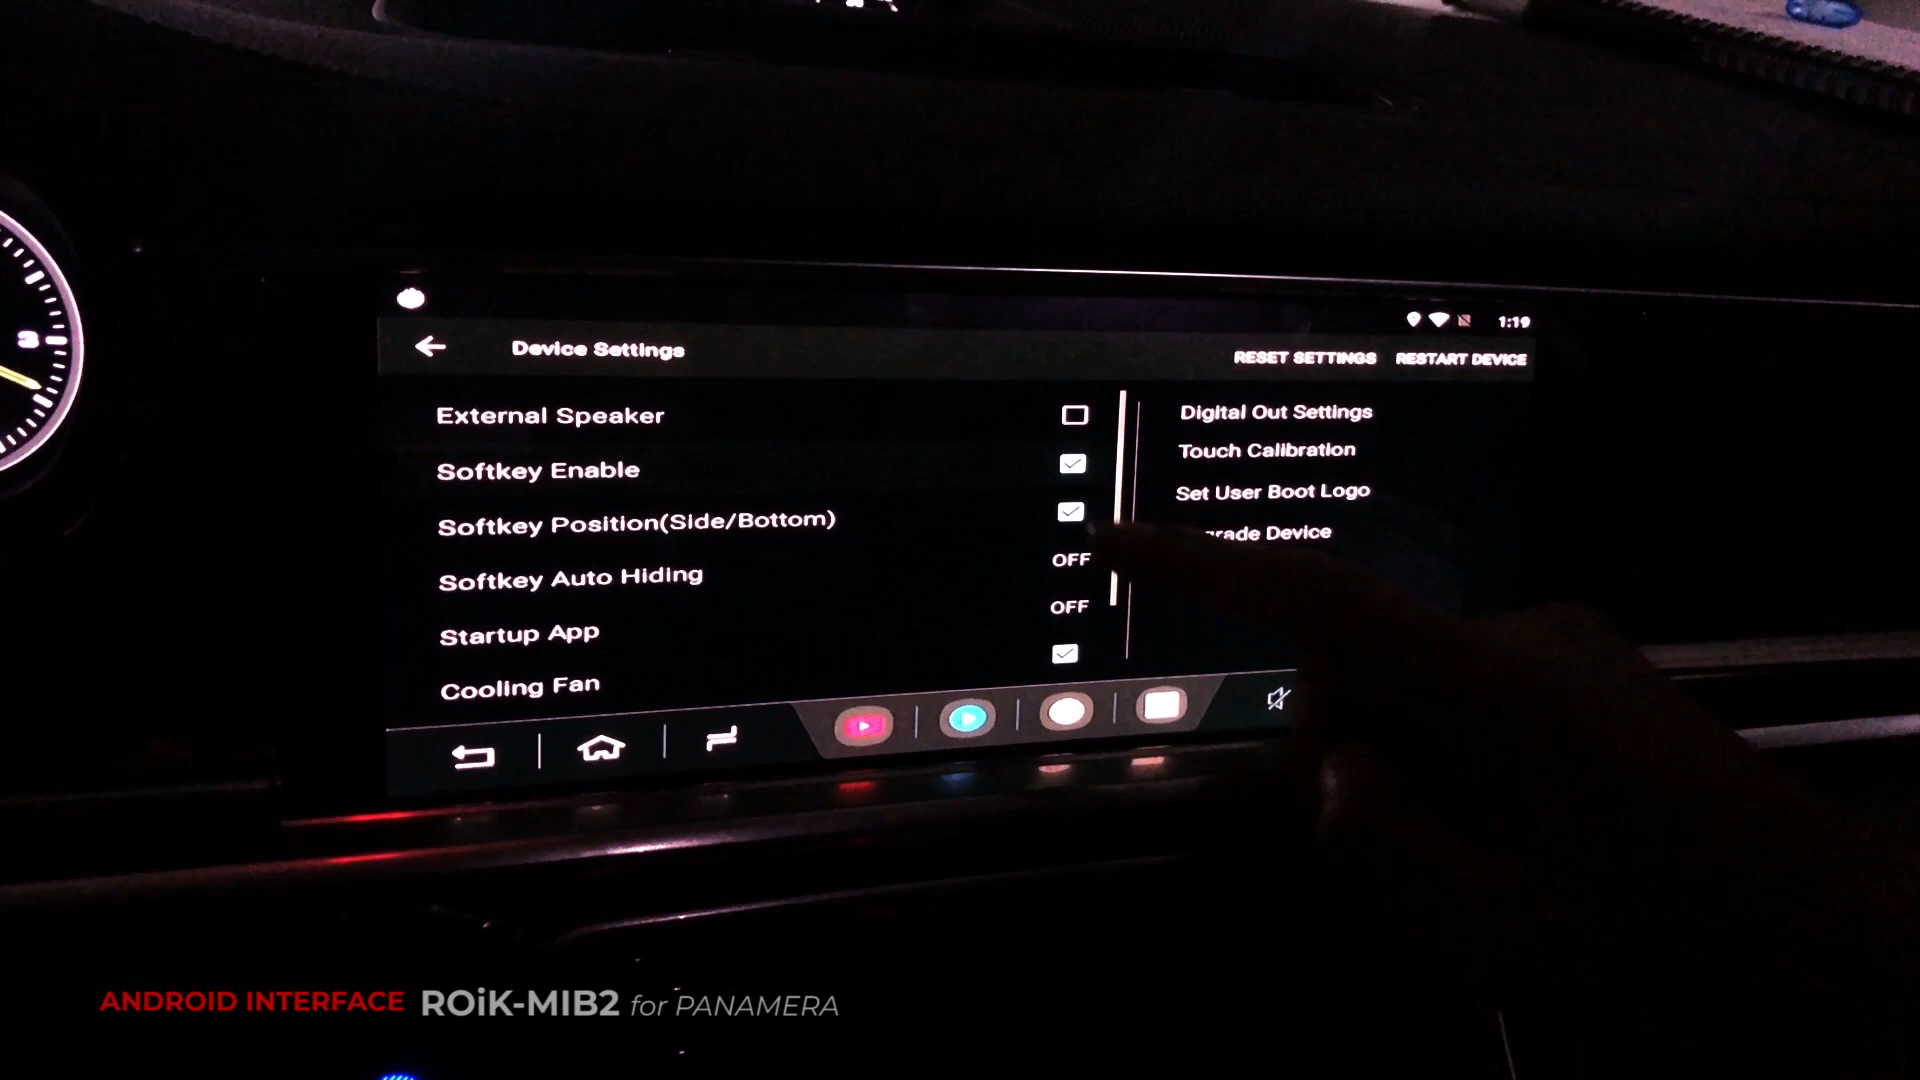 1:19
Device Settings
RESET SETTINGS RESTART DEVICE
External Speaker
Softkey Enable
Softkey Position(Side/Bottom)
Softkey Auto Hiding OFF
Startup App OFF
Cooling Fan
Digital Out Settings
Touch Calibration
Set User Boot Logo
Device
3
ANDROID INTERFACE ROiK-MIB2 for PANAMERA